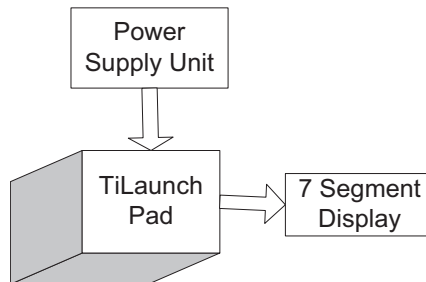 Power
Supply Unit
TiLaunch
Pad
7 Segment
Display